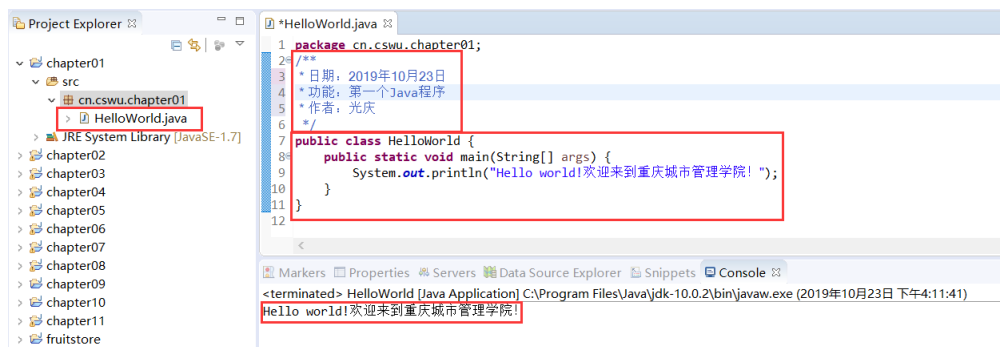 Project Explorer
chapter01
src
cn.cswu.chapter01
HelloWorld.java
JRE System Library [JavaSE-1.7]
chapter02
chapter03
chapter04
chapter05
chapter06
chapter07
chapter08
chapter09
chapter10
chapter11
fruitstore
*HelloWorld.java
1 package cn.cswu.chapter01;
2 /**
3 * 日期：2019年10月23日
4 * 功能：第一个Java程序
5 * 作者：光庆
6 */
7 public class HelloWorld {
8 public static void main(String[] args) {
9 System.out.println("Hello world!欢迎来到重庆城市管理学院！");
10 }
11 }
12
Markers Properties Servers Data Source Explorer Snippets Console
<terminated> HelloWorld [Java Application] C:\Program Files\Java\jdk-10.0.2\bin\javaw.exe (2019年10月23日 下午4:11:41)
Hello world!欢迎来到重庆城市管理学院！